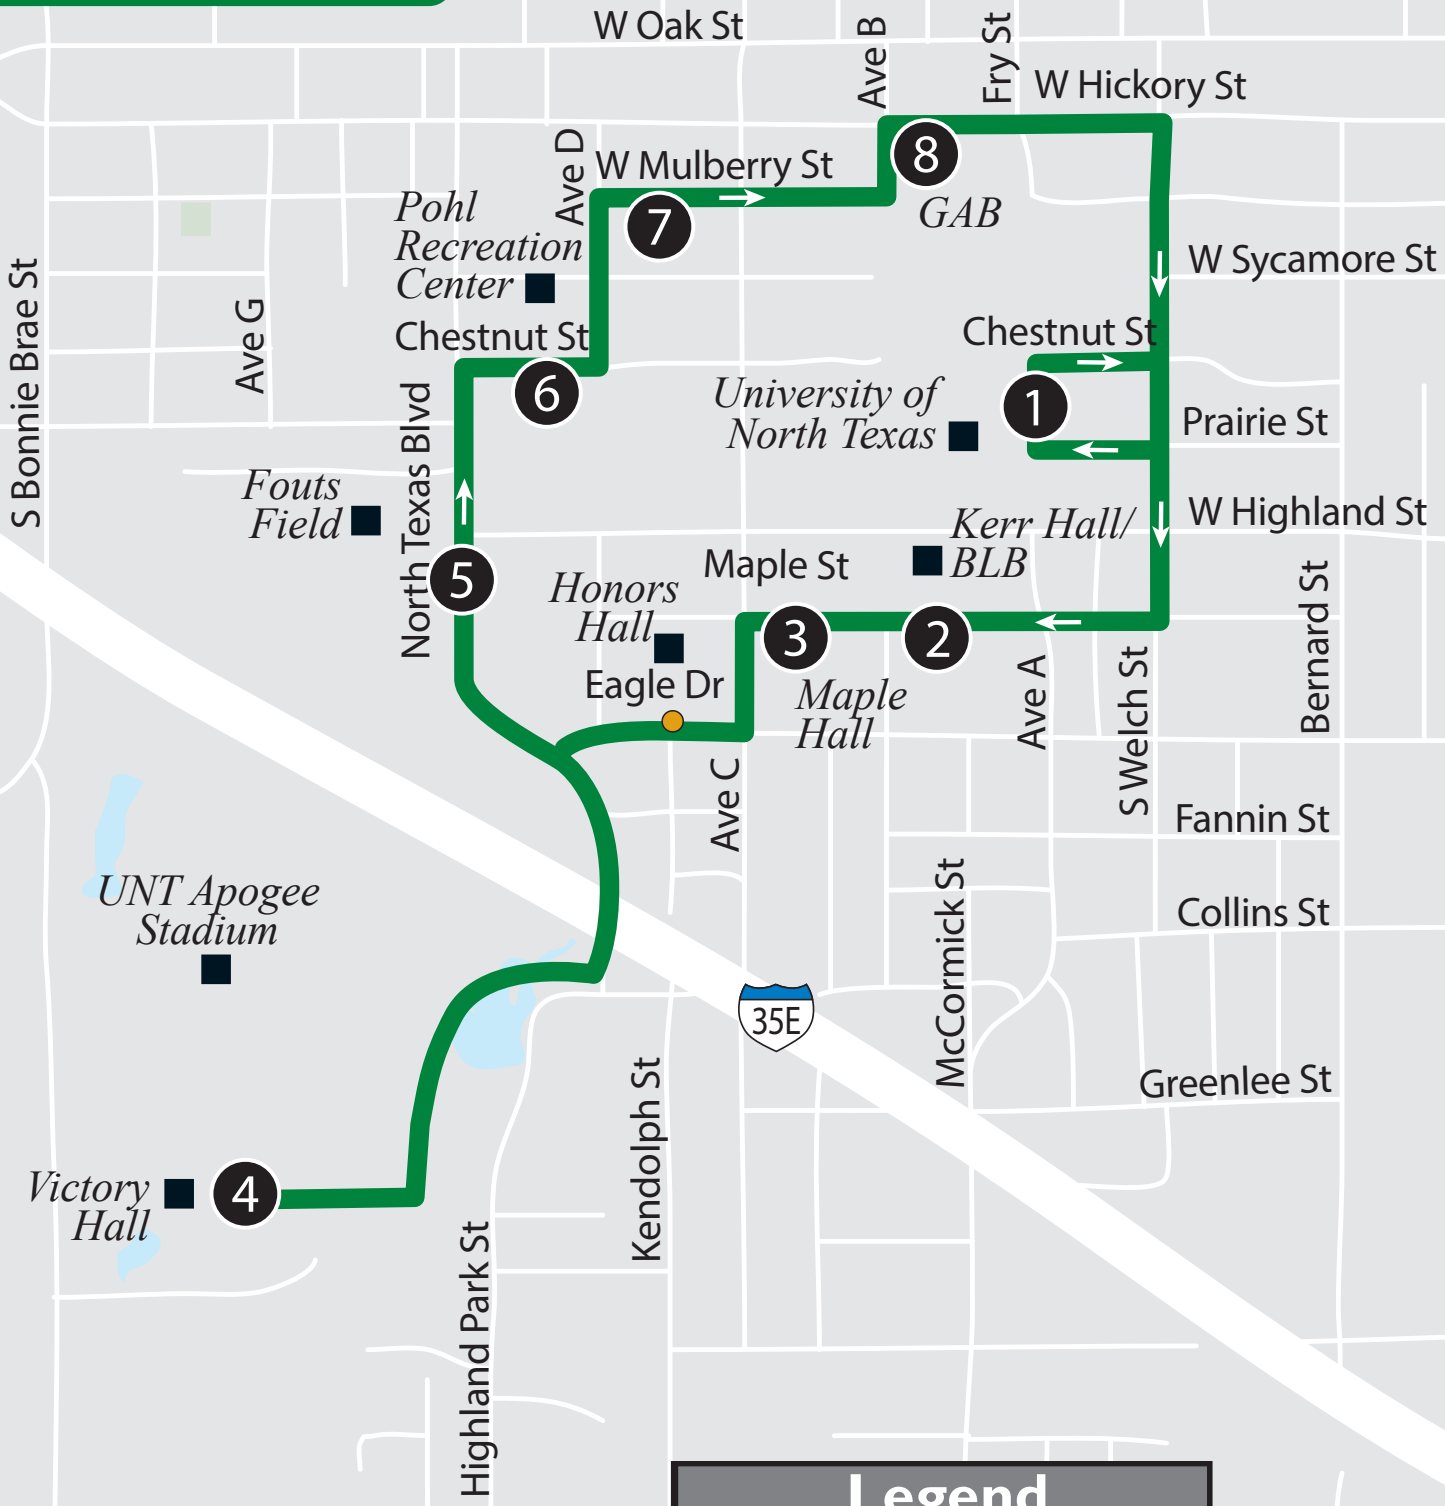 W Oak St
Ave B
Fry St
W Hickory St
Ave D
W Mulberry St
8
GAB
7
Pohl
Recreation
Center
W Sycamore St
S Bonnie Brae St
Ave G
Chestnut St
Chestnut St
6
North Texas Blvd
University of
North Texas
1
Prairie St
Fouts
Field
W Highland St
Kerr Hall/
BLB
Maple St
5
Honors
Hall
3
2
Eagle Dr
Maple
Hall
Ave A
S Welch St
Bernard St
Ave C
Fannin St
UNT Apogee
Stadium
McCormick St
Collins St
35E
Greenlee St
Kendolph St
Victory
Hall
4
Highland Park St
Legend